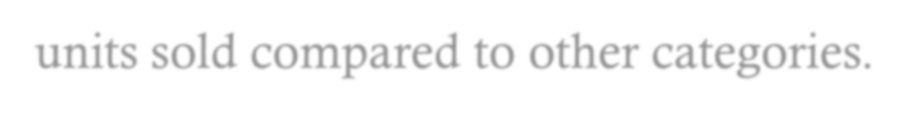 units sold compared to other categories.